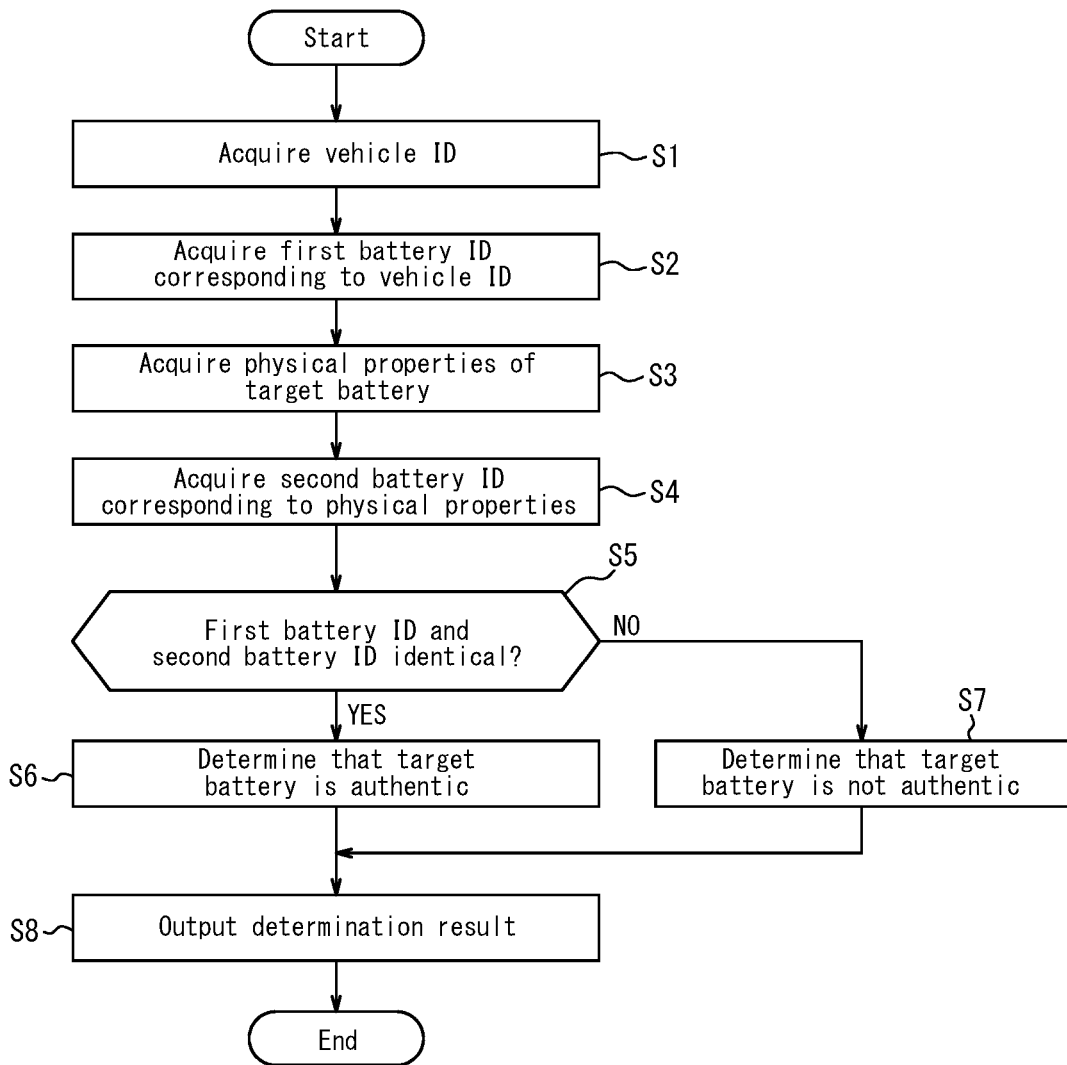 Start
Acquire vehicle ID
S1
Acquire first battery ID
corresponding to vehicle ID
S2
Acquire physical properties of
target battery
S3
Acquire second battery ID
corresponding to physical properties
S4
S5
First battery ID and
second battery ID identical?
NO
YES
S6
Determine that target
battery is authentic
S7
Determine that target
battery is not authentic
S8
Output determination result
End